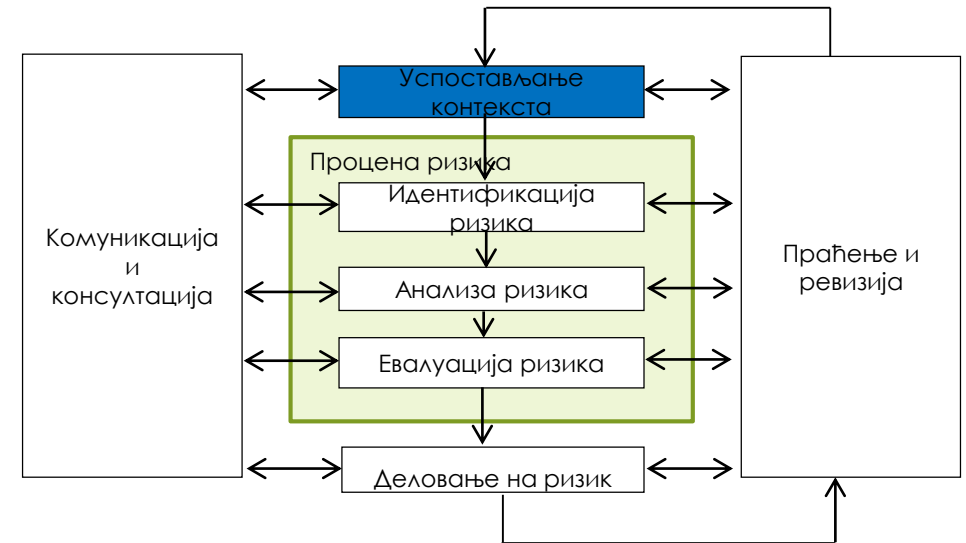 Успостављање
контекста
Процена ризика
Идентификација
ризика
Комуникација
и
консултација
Праћење и
ревизија
Анализа ризика
Евалуација ризика
Деловање на ризик